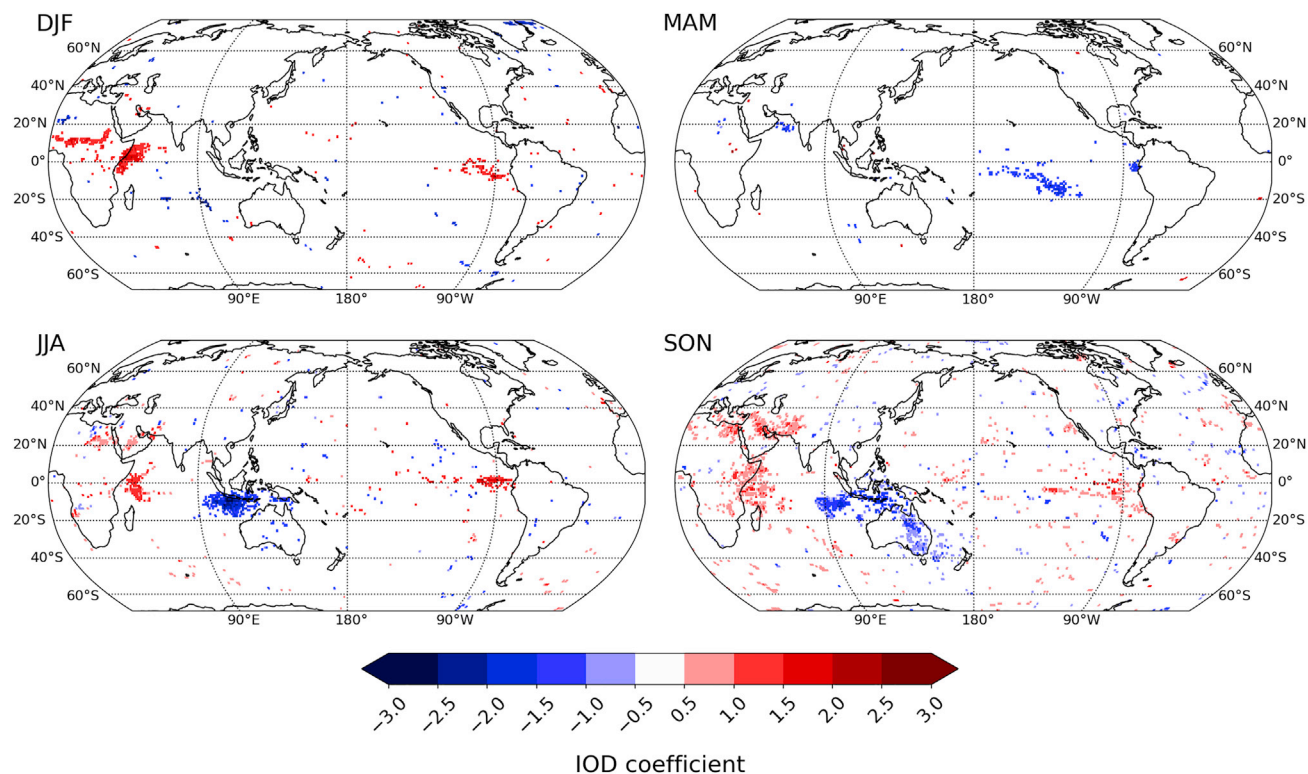 DJF
MAM
60°N
60°N
40°N
40°N
20°N
20°N
0°
0°
20°S
20°S
40°S
40°S
60°S
60°S
90°E
180°
90°W
90°E
180°
90°W
JJA
SON
60°N
60°N
40°N
40°N
20°N
20°N
0°
0°
20°S
20°S
40°S
40°S
60°S
60°S
90°E
180°
90°W
90°E
180°
90°W
−3.0
−2.5
−2.0
−1.5
−1.0
−0.5
0.5
1.0
1.5
2.0
2.5
3.0
IOD coefficient